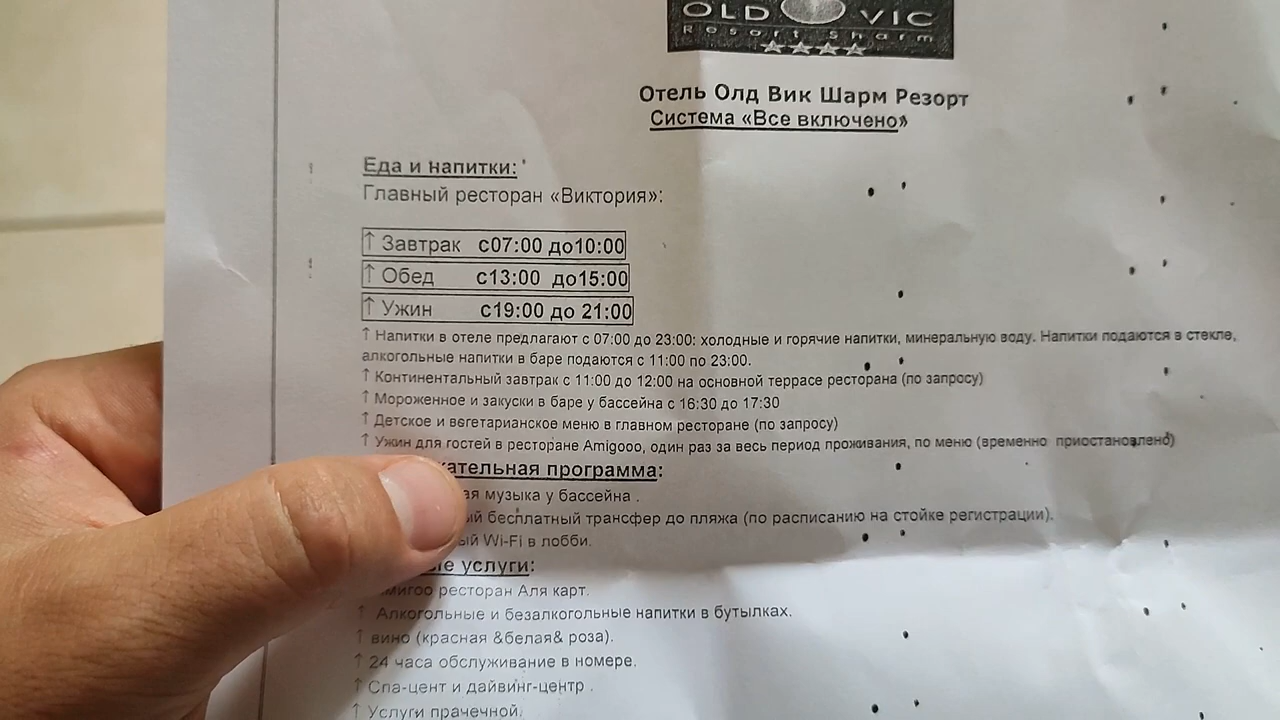 OLD VIC
Resort Sharm
Отель Олд Вик Шарм Резорт
Система «Все включено»
Еда и напитки:
Главный ресторан «Виктория»:
↑ Завтрак с07:00 до10:00
↑ Обед с13:00 до15:00
↑ Ужин с19:00 до 21:00
↑ Напитки в отеле предлагают с 07:00 до 23:00: холодные и горячие напитки, минеральную воду. Напитки подаются в стекле,
алкогольные напитки в баре подаются с 11:00 по 23:00.
↑ Континентальный завтрак с 11:00 до 12:00 на основной террасе ресторана (по запросу)
↑ Мороженное и закуски в баре у бассейна с 16:30 до 17:30
↑ Детское и вегетарианское меню в главном ресторане (по запросу)
↑ Ужин для гостей в ресторане Amigooo, один раз за весь период проживания, по меню (временно приостановлено)
программа:
музыка у бассейна .
бесплатный трансфер до пляжа (по расписанию на стойке регистрации).
Wi-Fi в лобби.
услуги:
ресторан Аля карт.
↑ Алкогольные и безалкогольные напитки в бутылках.
↑ вино (красная &белая& роза).
↑ 24 часа обслуживание в номере.
↑ Спа-цент и дайвинг-центр .
↑ Услуги прачечной.